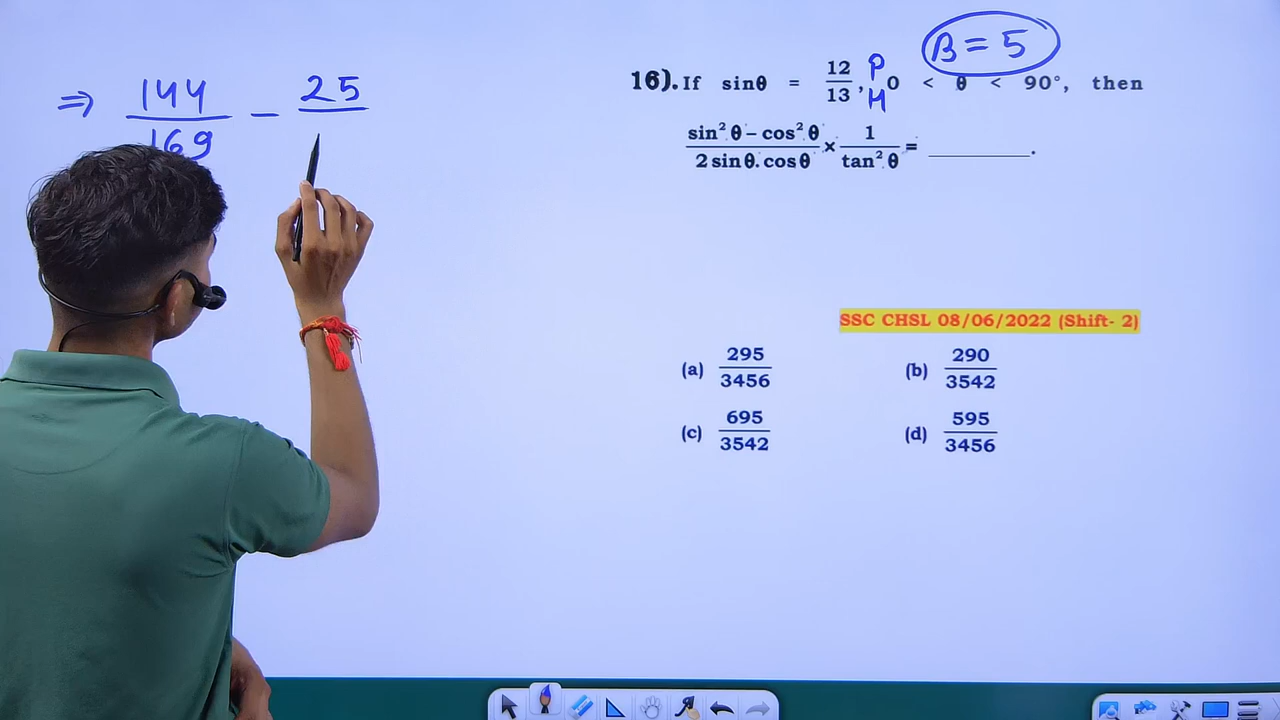 B = 5
16). If sinθ = 12/13, P/H 0 < θ < 90°, then
(sin²θ – cos²θ)/(2 sinθ. cosθ) × 1/(tan²θ) = ________.
⇒ 144/169 – 25/
SSC CHSL 08/06/2022 (Shift- 2)
(a) 295/3456 (b) 290/3542
(c) 695/3542 (d) 595/3456